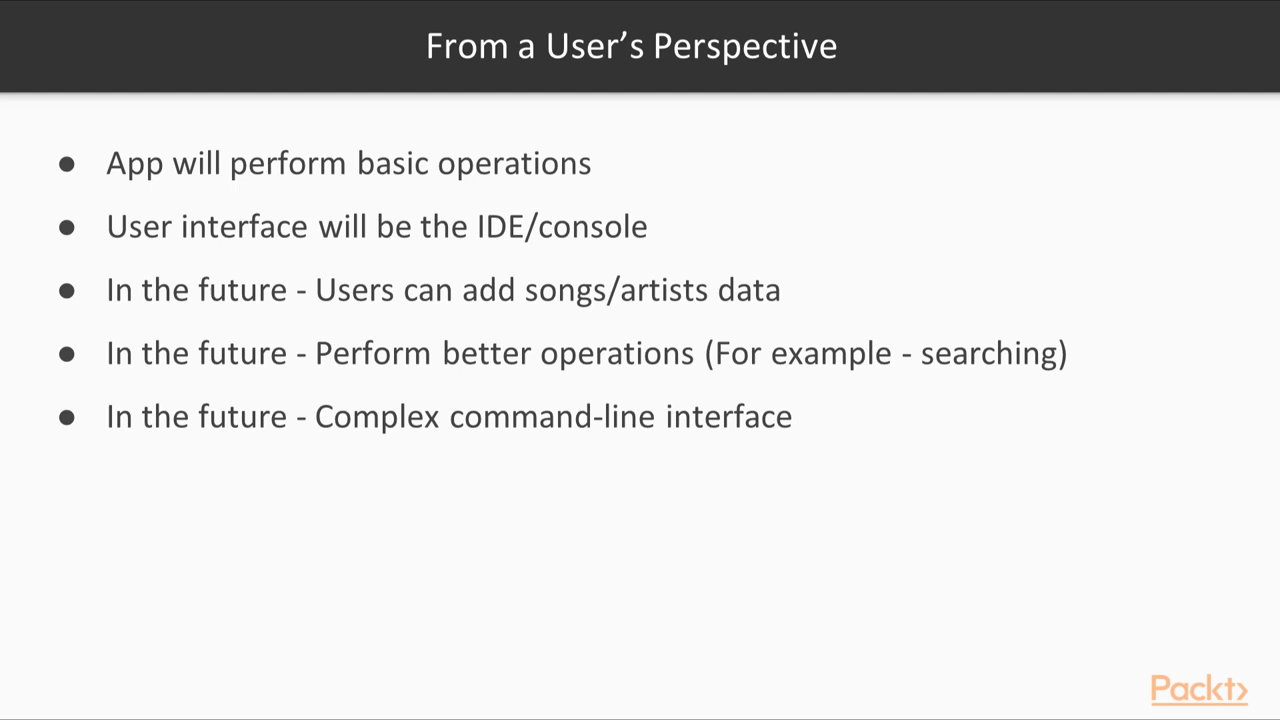 From a User’s Perspective
● App will perform basic operations
● User interface will be the IDE/console
● In the future - Users can add songs/artists data
● In the future - Perform better operations (For example - searching)
● In the future - Complex command-line interface
Packt>